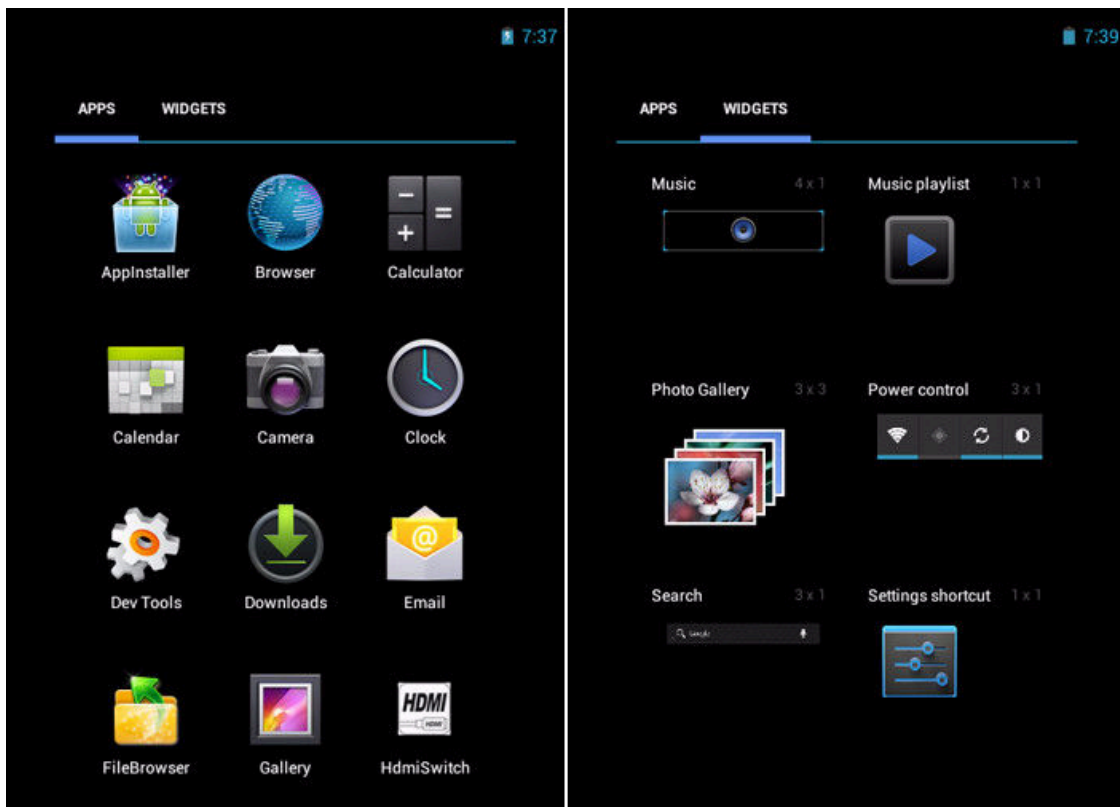 7:37
APPS WIDGETS
AppInstaller Browser Calculator
Calendar Camera Clock
Dev Tools Downloads Email
@
HDMI
HDMI
FileBrowser Gallery HdmiSwitch
7:39
APPS WIDGETS
Music 4 x 1 Music playlist 1 x 1
Photo Gallery 3 x 3 Power control 3 x 1
Search 3 x 1 Settings shortcut 1 x 1
Google